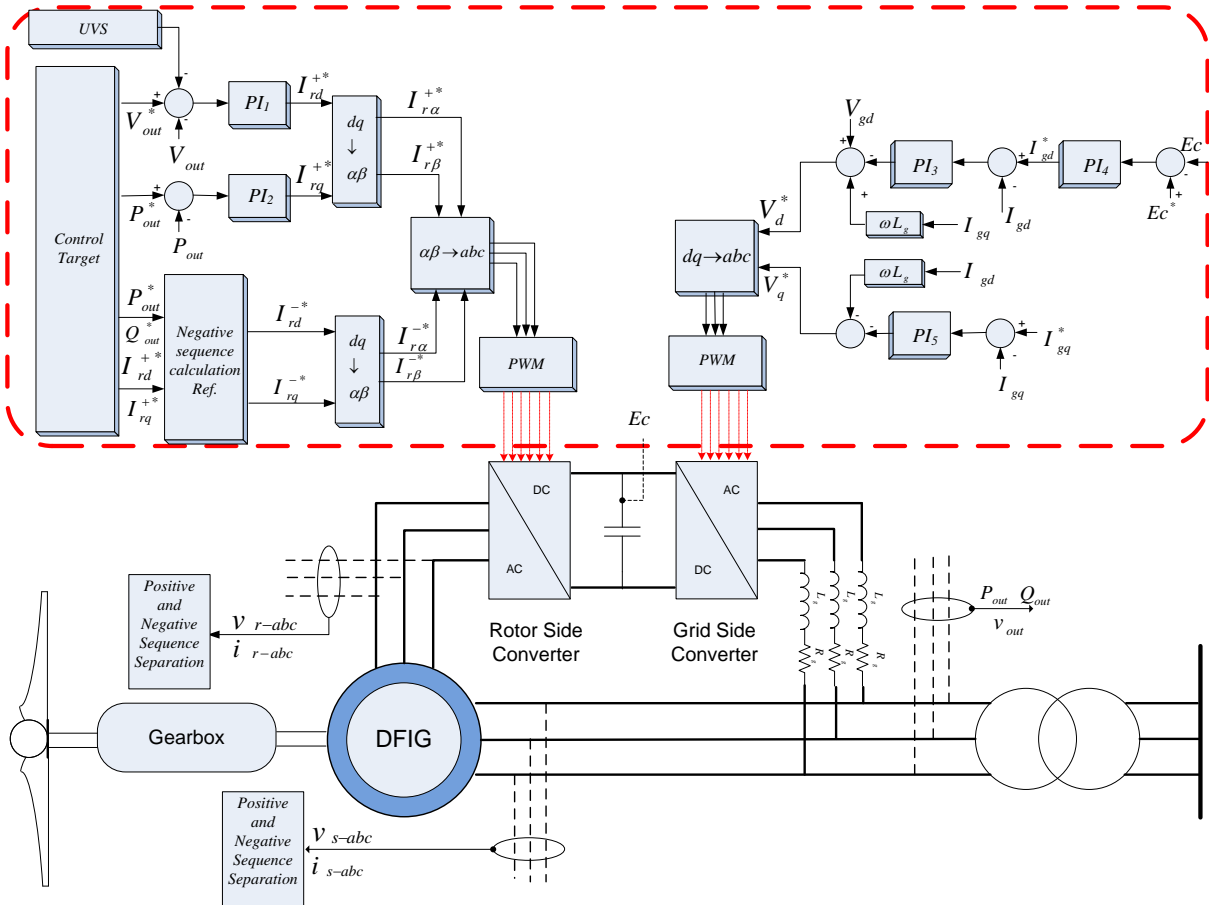 UVS
Control
Target
V*out
+
-
-
Vout
PI1
I+*rd
P*out
+
-
Pout
PI2
I+*rq
dq
↓
αβ
I+*rα
I+*rβ
αβ→abc
P*out
Q*out
I+*rd
I+*rq
Negative
sequence
calculation
Ref.
I-*rd
I-*rq
dq
↓
αβ
I-*rα
I-*rβ
PWM
Vgd
+
-
+
PI3
I*gd
+
-
PI4
Ec
-
+
Ec*
Igd
ωLg
Igq
V*d
dq→abc
V*q
ωLg
Igd
-
-
PI5
+
-
I*gq
Igq
PWM
Ec
DC
AC
AC
DC
Rotor Side
Converter
Grid Side
Converter
Lg
Lg
Lg
Rg
Rg
Rg
Pout Qout
vout
Positive
and
Negative
Sequence
Separation
v r-abc
i r-abc
Gearbox
DFIG
Positive
and
Negative
Sequence
Separation
v s-abc
i s-abc